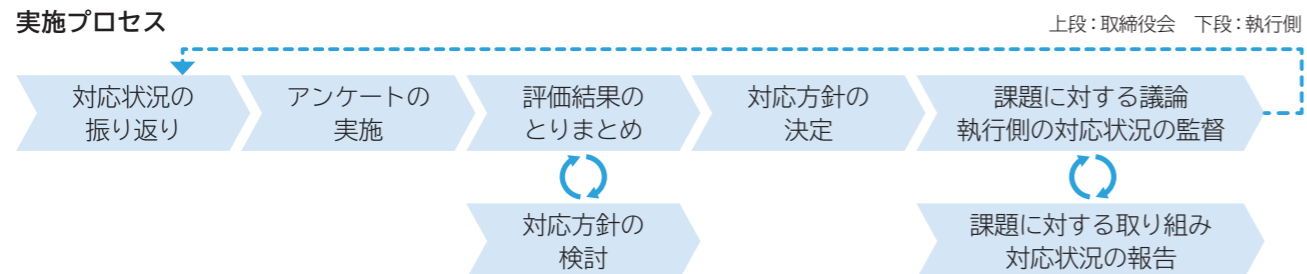 実施プロセス
上段：取締役会　下段：執行側
対応状況の
振り返り
アンケートの
実施
評価結果の
とりまとめ
対応方針の
決定
課題に対する議論
執行側の対応状況の監督
対応方針の
検討
課題に対する取り組み
対応状況の報告